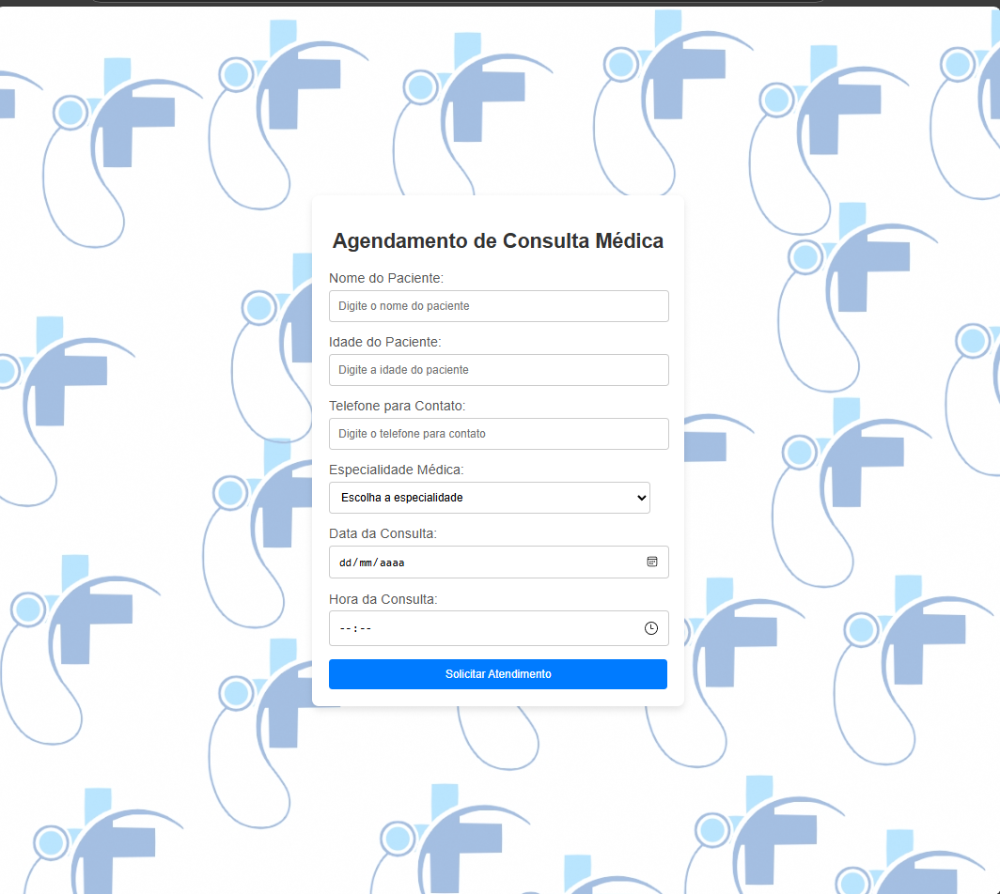 Agendamento de Consulta Médica
Nome do Paciente:
Digite o nome do paciente
Idade do Paciente:
Digite a idade do paciente
Telefone para Contato:
Digite o telefone para contato
Especialidade Médica:
Escolha a especialidade
Data da Consulta:
dd/mm/aaaa
Hora da Consulta:
--:--
Solicitar Atendimento